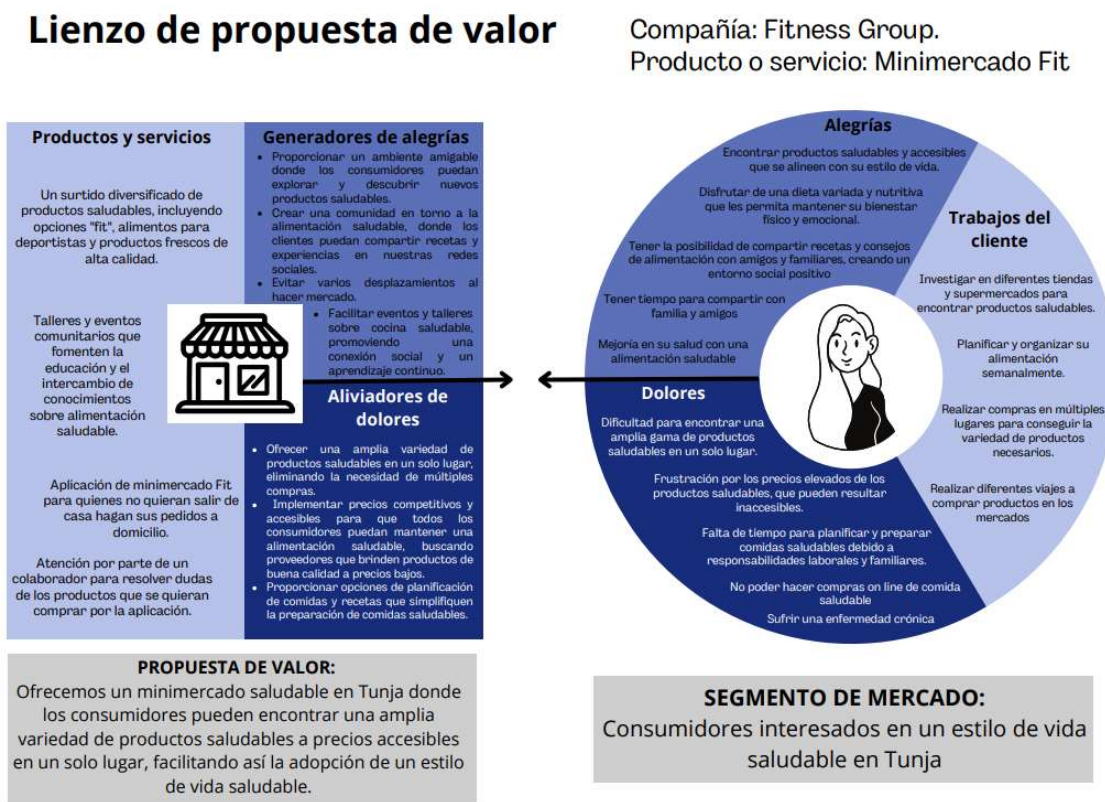 Lienzo de propuesta de valor
Compañía: Fitness Group.
Producto o servicio: Minimercado Fit
Productos y servicios
Un surtido diversificado de
productos saludables, incluyendo
opciones "fit", alimentos para
deportistas y productos frescos de
alta calidad.
Talleres y eventos
comunitarios que
fomenten la
educación y el
intercambio de
conocimientos
sobre alimentación
saludable.
Aplicación de minimercado Fit
para quienes no quieran salir de
casa hagan sus pedidos a
domicilio.
Atención por parte de un
colaborador para resolver dudas
de los productos que se quieran
comprar por la aplicación.
Generadores de alegrías
• Proporcionar un ambiente amigable
donde los consumidores puedan
explorar y descubrir nuevos
productos saludables.
• Crear una comunidad en torno a la
alimentación saludable, donde los
clientes puedan compartir recetas y
experiencias en nuestras redes
sociales.
• Evitar varios desplazamientos al
hacer mercado.
• Facilitar eventos y talleres
sobre cocina saludable,
promoviendo una
conexión social y un
aprendizaje continuo.
Aliviadores de
dolores
• Ofrecer una amplia variedad de
productos saludables en un solo lugar,
eliminando la necesidad de múltiples
compras.
• Implementar precios competitivos y
accesibles para que todos los
consumidores puedan mantener una
alimentación saludable, buscando
proveedores que brinden productos de
buena calidad a precios bajos.
• Proporcionar opciones de planificación
de comidas y recetas que simplifiquen
la preparación de comidas saludables.
Alegrías
Encontrar productos saludables y accesibles
que se alineen con su estilo de vida.
Disfrutar de una dieta variada y nutritiva
que les permita mantener su bienestar
físico y emocional.
Tener la posibilidad de compartir recetas y consejos
de alimentación con amigos y familiares, creando un
entorno social positivo
Tener tiempo para compartir con
familia y amigos
Mejoría en su salud con una
alimentación saludable
Trabajos del
cliente
Investigar en diferentes tiendas
y supermercados para
encontrar productos saludables.
Planificar y organizar su
alimentación
semanalmente.
Realizar compras en múltiples
lugares para conseguir la
variedad de productos
necesarios.
Realizar diferentes viajes a
comprar productos en los
mercados
Dolores
Dificultad para encontrar una
amplia gama de productos
saludables en un solo lugar.
Frustración por los precios elevados de los
productos saludables, que pueden resultar
inaccesibles.
Falta de tiempo para planificar y preparar
comidas saludables debido a
responsabilidades laborales y familiares.
No poder hacer compras on line de comida
saludable
Sufrir una enfermedad crónica
PROPUESTA DE VALOR:
Ofrecemos un minimercado saludable en Tunja donde
los consumidores pueden encontrar una amplia
variedad de productos saludables a precios accesibles
en un solo lugar, facilitando así la adopción de un estilo
de vida saludable.
SEGMENTO DE MERCADO:
Consumidores interesados en un estilo de vida
saludable en Tunja